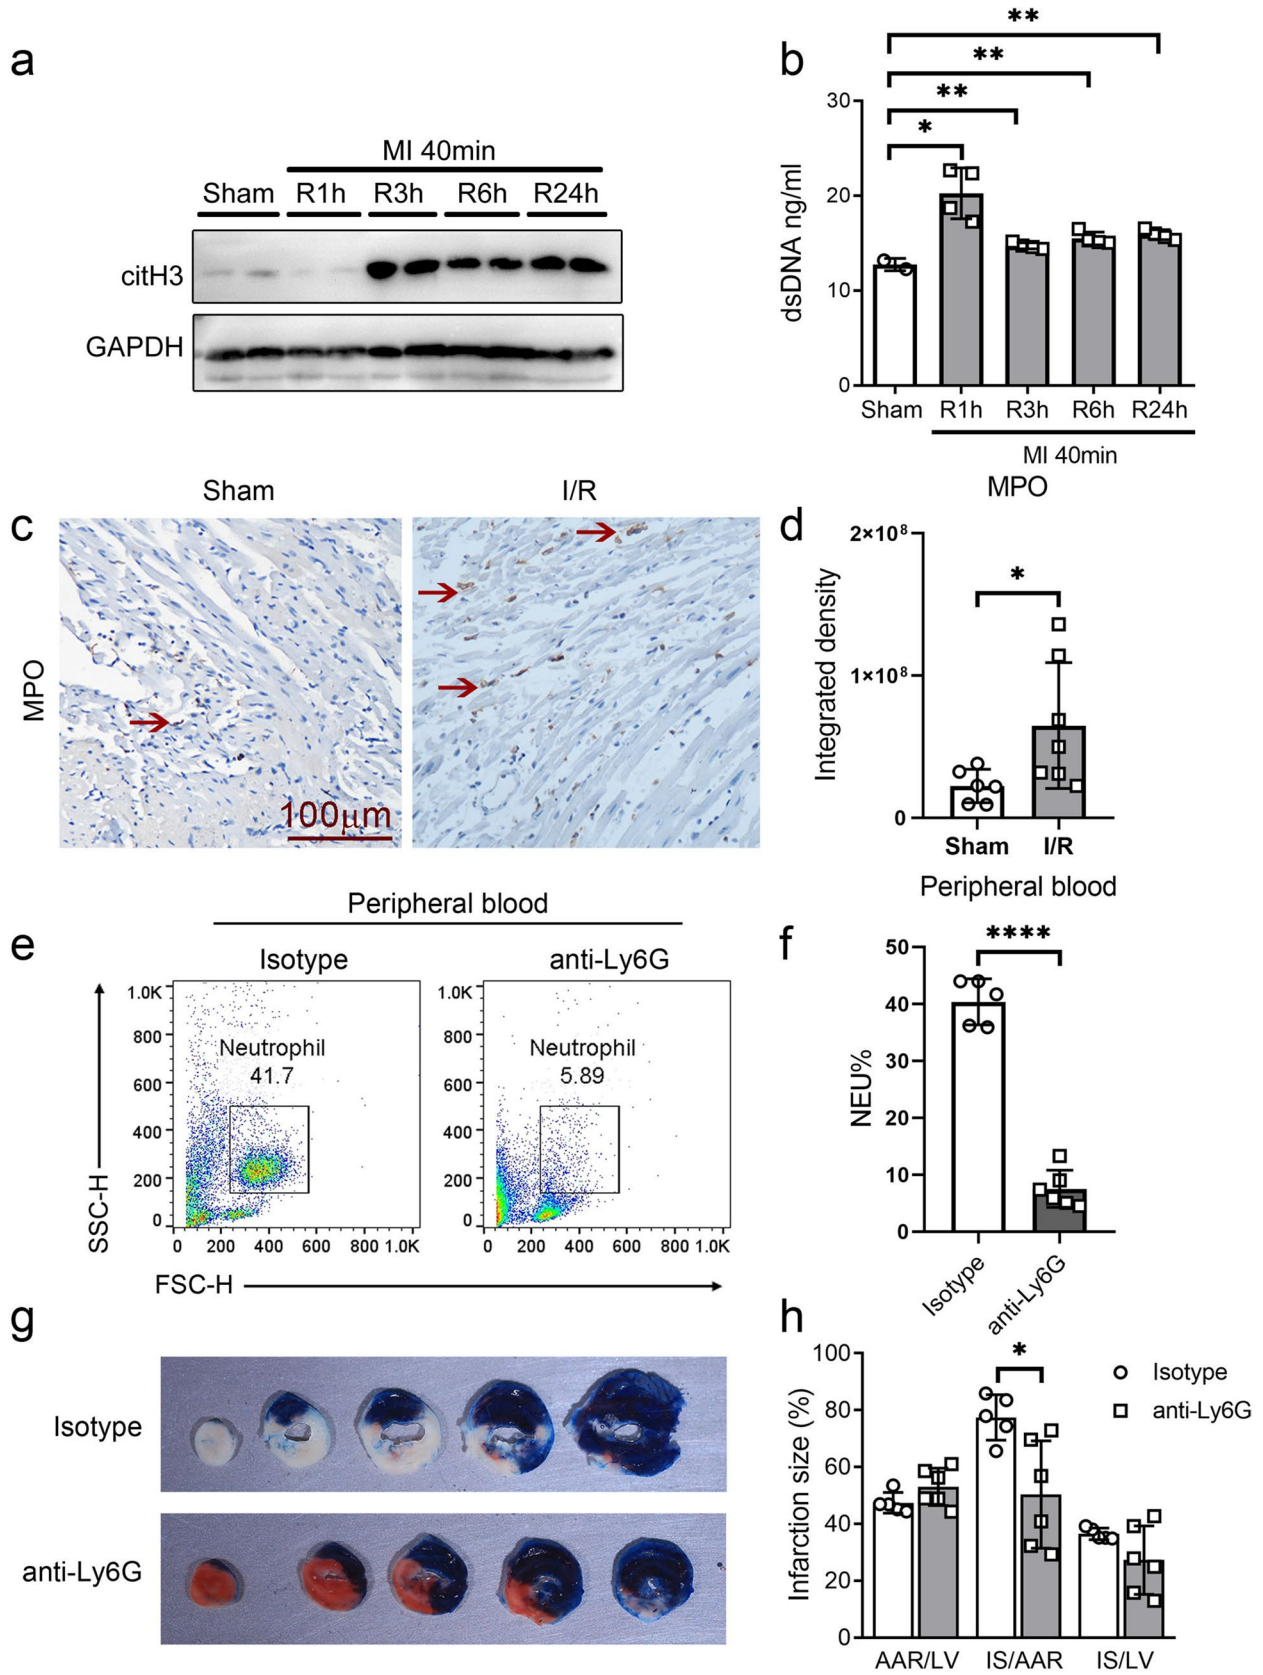 a
MI 40min
Sham R1h R3h R6h R24h
citH3
GAPDH
b
**
**
**
*
dsDNA ng/ml
30
20
10
0
Sham R1h R3h R6h R24h
MI 40min
c
Sham I/R
MPO
100μm
d
MPO
Integrated density
2×10⁸
1×10⁸
0
*
Sham I/R
e
Peripheral blood
Isotype anti-Ly6G
SSC-H
1.0K
800
600
400
200
0
Neutrophil
41.7
0 200 400 600 800 1.0K
1.0K
800
600
400
200
0
Neutrophil
5.89
0 200 400 600 800 1.0K
FSC-H
f
Peripheral blood
NEU%
50
40
30
20
10
0
****
Isotype
anti-Ly6G
g
Isotype
anti-Ly6G
h
Infarction size (%)
100
80
60
40
20
0
*
Isotype
anti-Ly6G
AAR/LV IS/AAR IS/LV